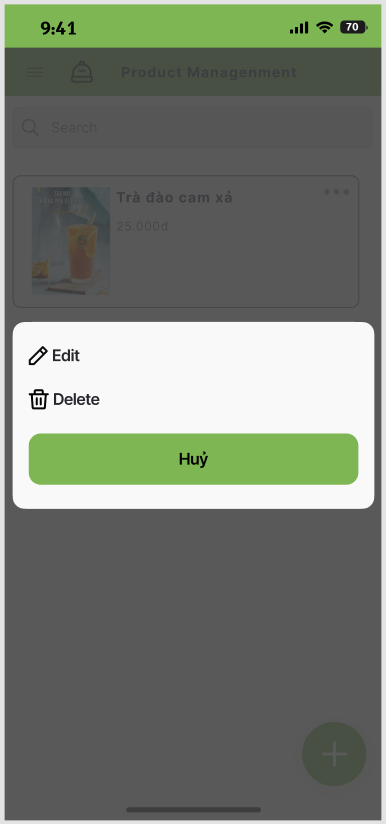 9:41
70
Product Managenment
Search
Trà đào cam xả
25.000đ
Edit
Delete
Huỷ